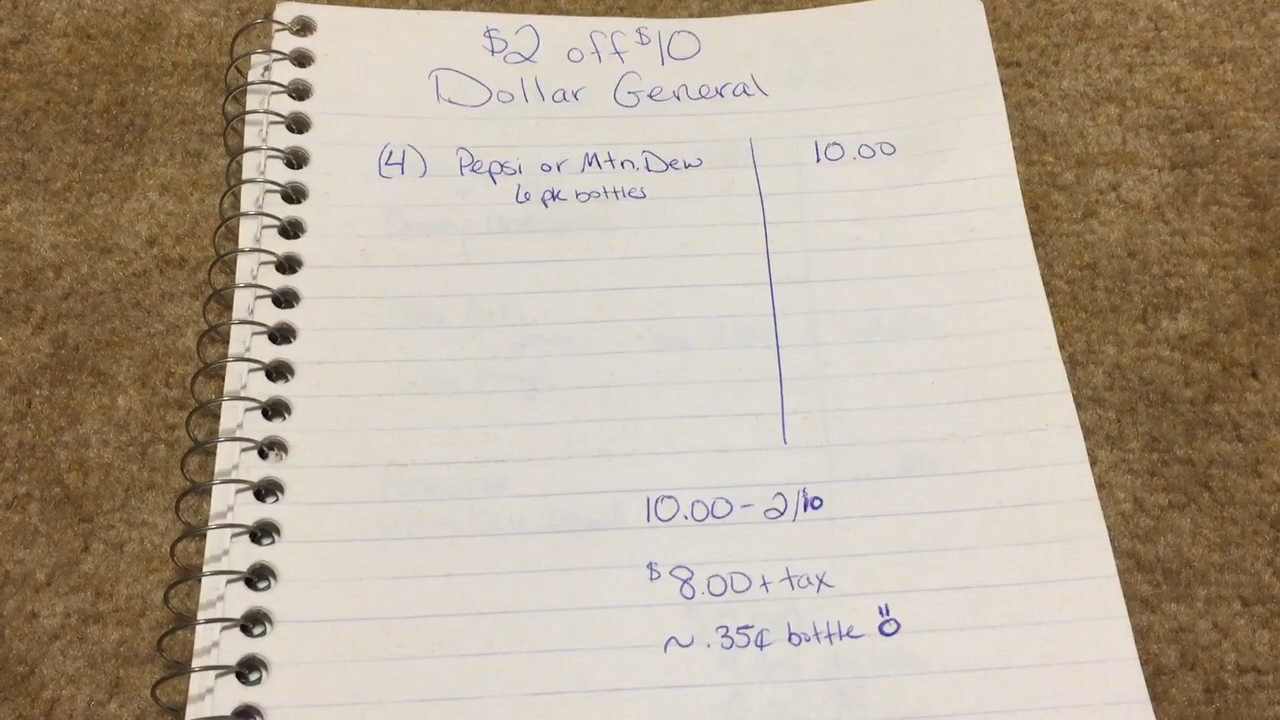 $2 off $10
Dollar General
(4) Pepsi or Mtn. Dew 10.00
6 pk bottles
10.00 - 2/$10
$8.00 + tax
~ .35¢ bottle